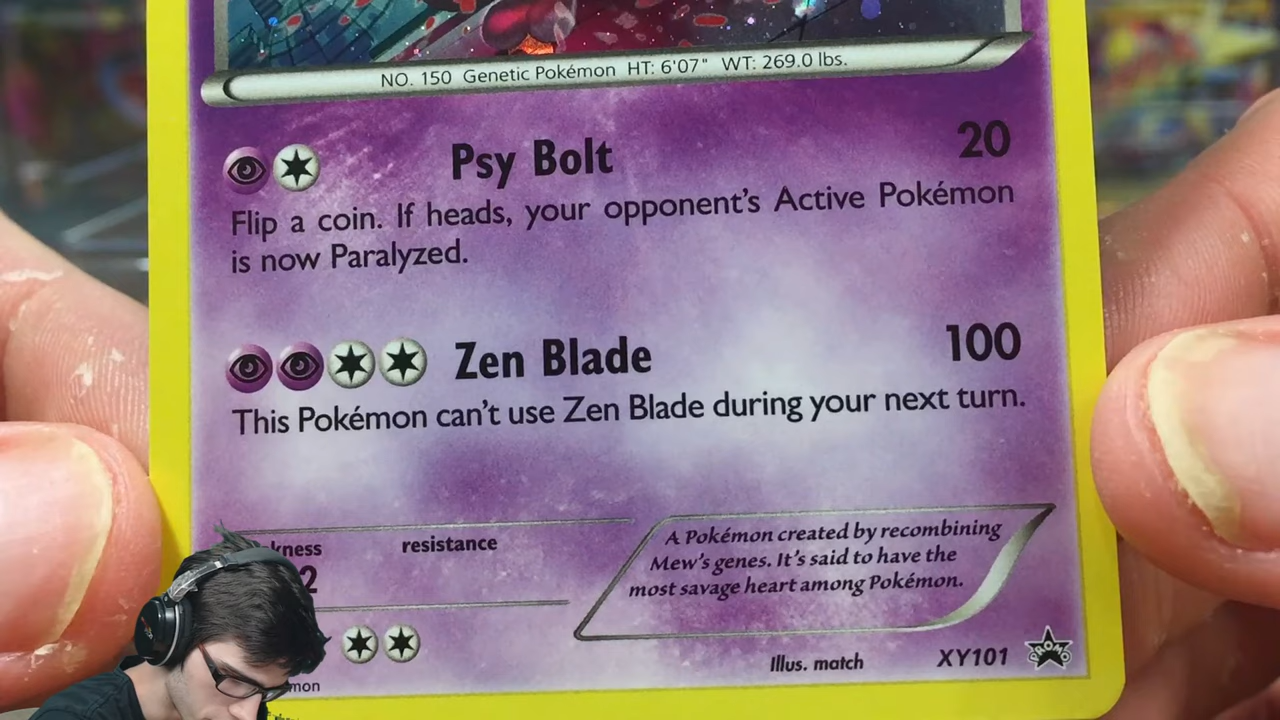 NO. 150 Genetic Pokémon HT: 6'07" WT: 269.0 lbs.
Psy Bolt 20
Flip a coin. If heads, your opponent's Active Pokémon
is now Paralyzed.
Zen Blade 100
This Pokémon can't use Zen Blade during your next turn.
resistance
A Pokémon created by recombining
Mew's genes. It's said to have the
most savage heart among Pokémon.
Illus. match XY101 PROMO